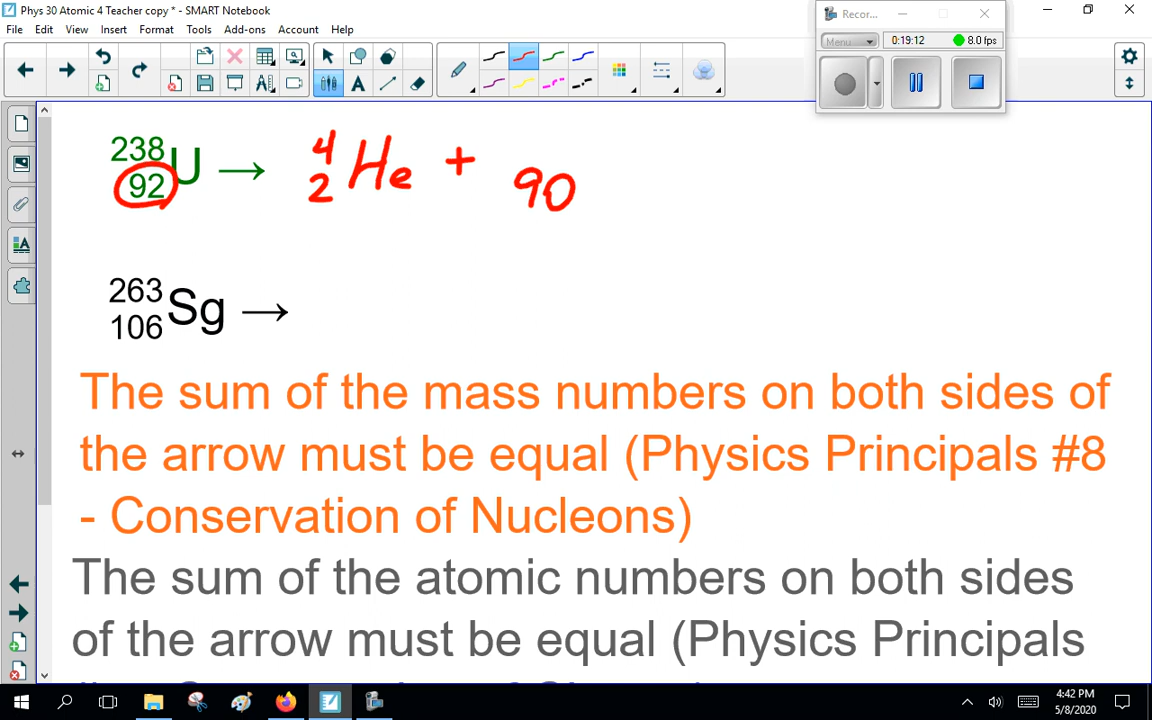 Phys 30 Atomic 4 Teacher copy * - SMART Notebook
File Edit View Insert Format Tools Add-ons Account Help
Recor...
Menu 0:19:12 8.0 fps
238
92 U → 4 2 He + 90
263
106 Sg →
The sum of the mass numbers on both sides of
the arrow must be equal (Physics Principals #8
- Conservation of Nucleons)
The sum of the atomic numbers on both sides
of the arrow must be equal (Physics Principals
4:42 PM
5/8/2020